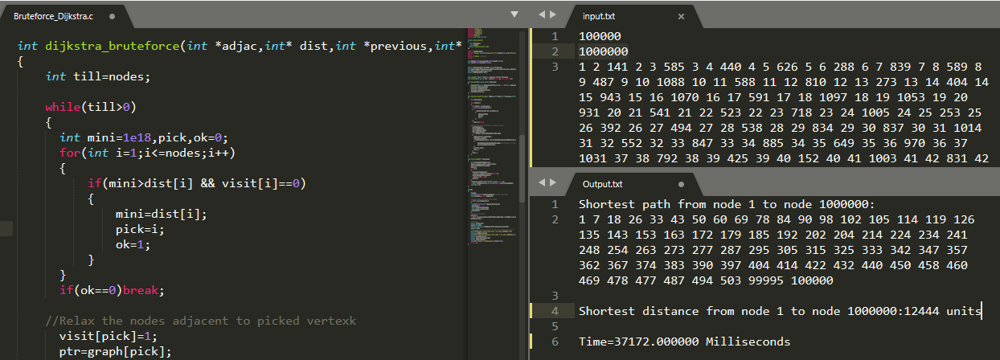 Bruteforce_Dijkstra.c
int dijkstra_bruteforce(int *adjac,int* dist,int *previous,int*
{
int till=nodes;
while(till>0)
{
int mini=1e18,pick,ok=0;
for(int i=1;i<=nodes;i++)
{
if(mini>dist[i] && visit[i]==0)
{
mini=dist[i];
pick=i;
ok=1;
}
}
if(ok==0)break;
//Relax the nodes adjacent to picked vertexk
visit[pick]=1;
ptr=graph[pick];
input.txt
1 100000
2 1000000
3 1 2 141 2 3 585 3 4 440 4 5 626 5 6 288 6 7 839 7 8 589 8
9 487 9 10 1088 10 11 588 11 12 810 12 13 273 13 14 404 14
15 943 15 16 1070 16 17 591 17 18 1097 18 19 1053 19 20
931 20 21 541 21 22 523 22 23 718 23 24 1005 24 25 253 25
26 392 26 27 494 27 28 538 28 29 834 29 30 837 30 31 1014
31 32 552 32 33 847 33 34 885 34 35 649 35 36 970 36 37
1031 37 38 792 38 39 425 39 40 152 40 41 1003 41 42 831 42
Output.txt
1 Shortest path from node 1 to node 1000000:
2 1 7 18 26 33 43 50 60 69 78 84 90 98 102 105 114 119 126
135 143 153 163 172 179 185 192 202 204 214 224 234 241
248 254 263 273 277 287 295 305 315 325 333 342 347 357
362 367 374 383 390 397 404 414 422 432 440 450 458 460
469 478 477 487 494 503 99995 100000
3
4 Shortest distance from node 1 to node 1000000:12444 units
5
6 Time=37172.000000 Milliseconds